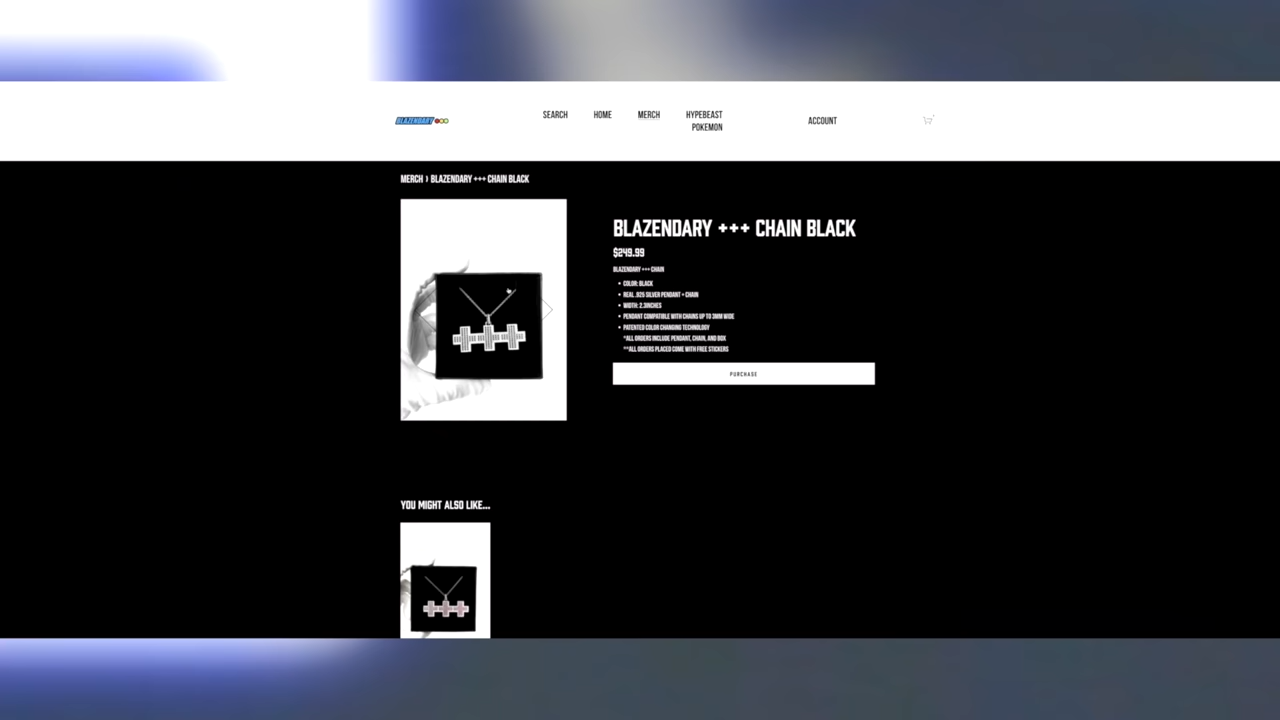 BLAZENDARY
SEARCH
HOME
MERCH
HYPEBEAST
POKEMON
ACCOUNT
MERCH › BLAZENDARY +++ CHAIN BLACK
BLAZENDARY +++ CHAIN BLACK
$249.99
BLAZENDARY +++ CHAIN
• COLOR: BLACK
• REAL .925 SILVER PENDANT + CHAIN
• WIDTH: 2.3INCHES
• PENDANT COMPATIBLE WITH CHAINS UP TO 3MM WIDE
• PATENTED COLOR CHANGING TECHNOLOGY
*ALL ORDERS INCLUDE PENDANT, CHAIN, AND BOX
**ALL ORDERS PLACED COME WITH FREE STICKERS
PURCHASE
YOU MIGHT ALSO LIKE...